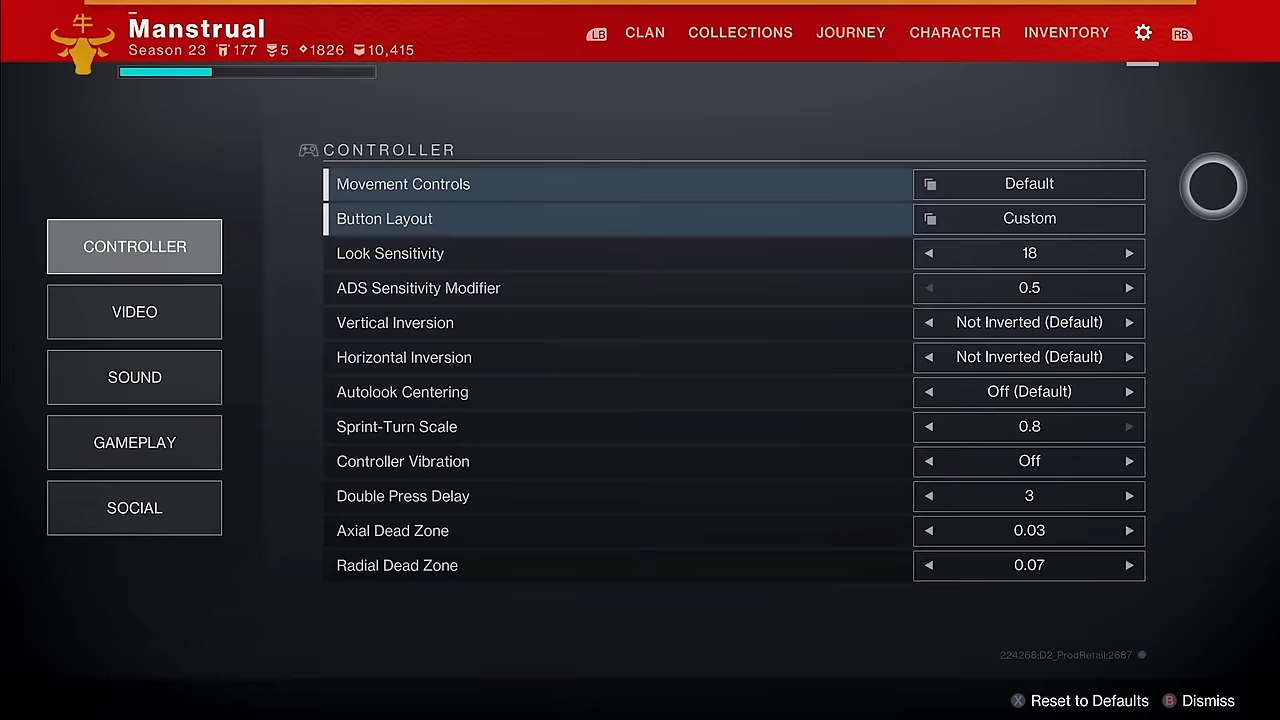 牛
Manstrual
Season 23 177 5 1826 10,415
LB CLAN COLLECTIONS JOURNEY CHARACTER INVENTORY RB
CONTROLLER
Movement Controls Default
Button Layout Custom
Look Sensitivity 18
ADS Sensitivity Modifier 0.5
Vertical Inversion Not Inverted (Default)
Horizontal Inversion Not Inverted (Default)
Autolook Centering Off (Default)
Sprint-Turn Scale 0.8
Controller Vibration Off
Double Press Delay 3
Axial Dead Zone 0.03
Radial Dead Zone 0.07
CONTROLLER
VIDEO
SOUND
GAMEPLAY
SOCIAL
224268:D2_ProdRetail:2687
X Reset to Defaults B Dismiss